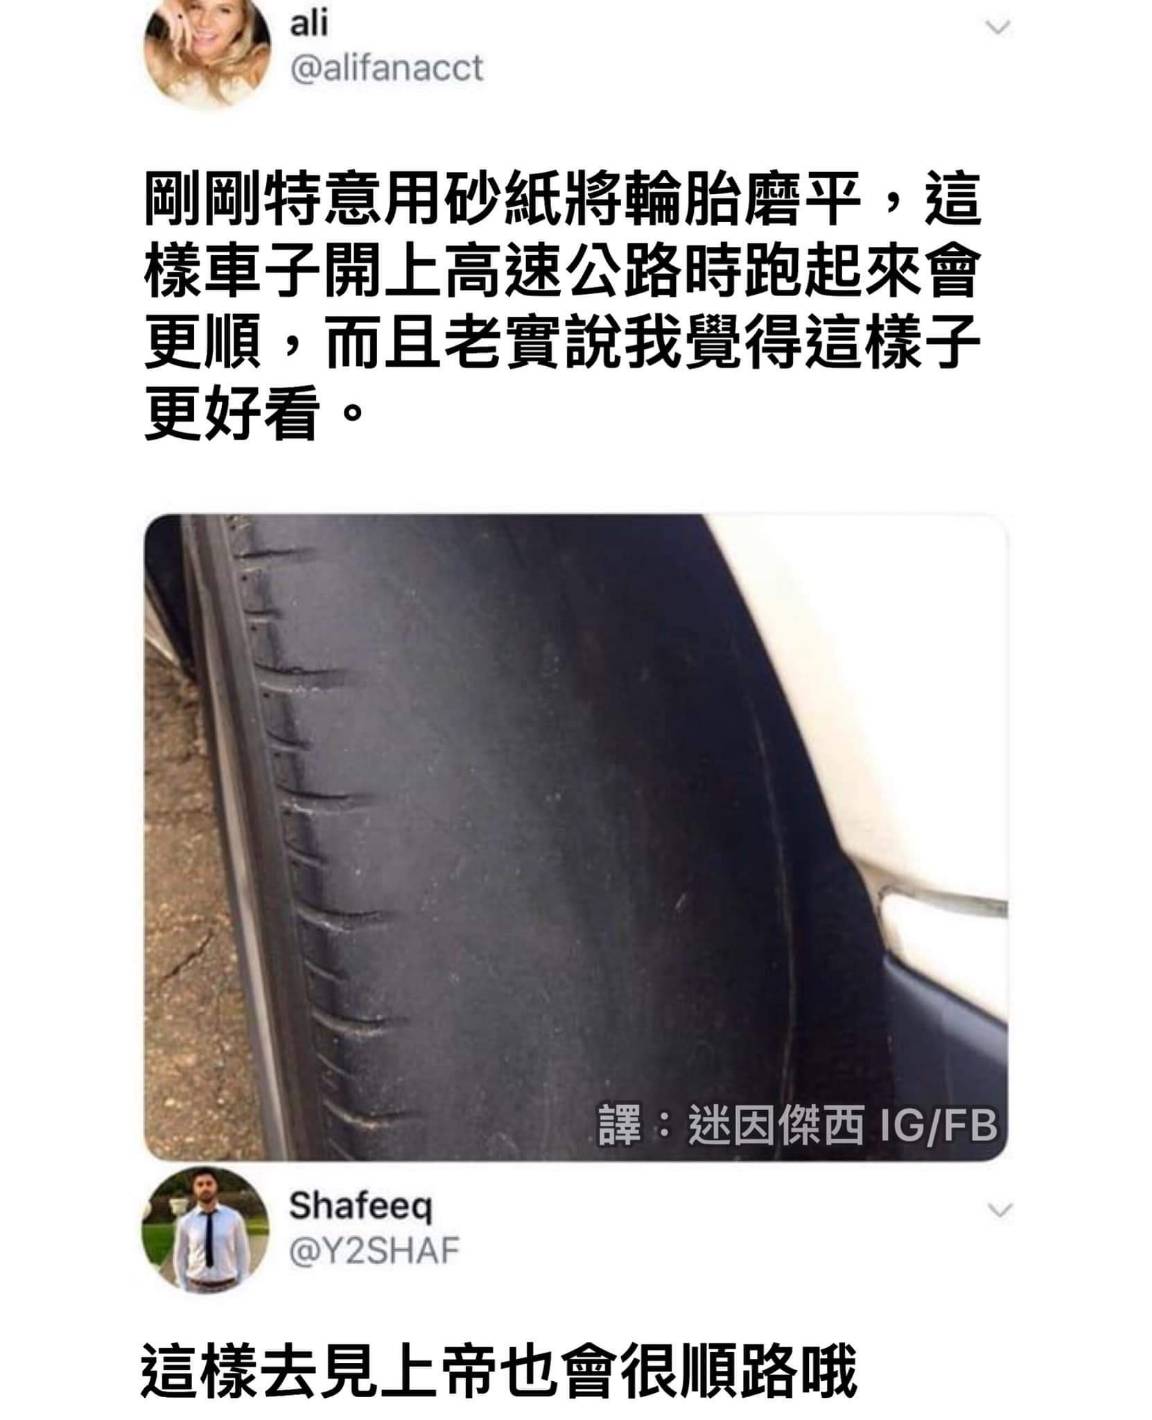 ali
@alifanacct
剛剛特意用砂紙將輪胎磨平，這
樣車子開上高速公路時跑起來會
更順，而且老實說我覺得這樣子
更好看。
譯：迷因傑西 IG/FB
Shafeeq
@Y2SHAF
這樣去見上帝也會很順路哦